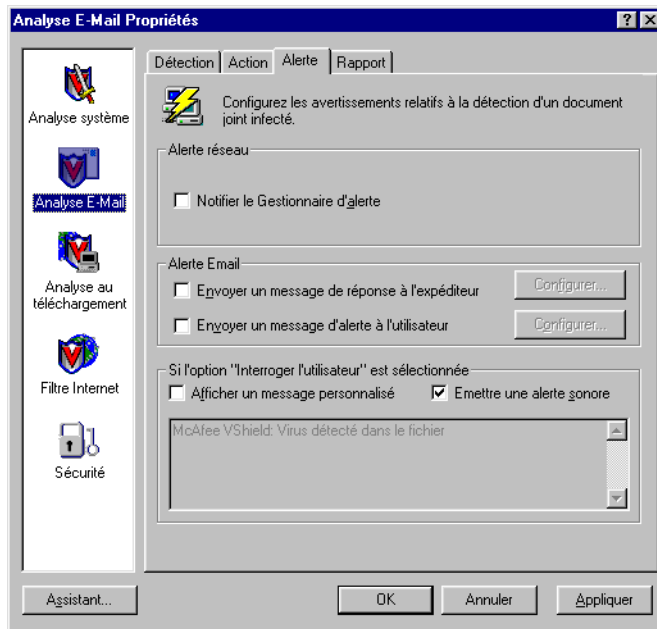 Analyse E-Mail Propriétés
Analyse système
Analyse E-Mail
Analyse au
téléchargement
Filtre Internet
Sécurité
Détection
Action
Alerte
Rapport
Configurez les avertissements relatifs à la détection d'un document
joint infecté.
Alerte réseau
Notifier le Gestionnaire d'alerte
Alerte Email
Envoyer un message de réponse à l'expéditeur
Configurer...
Envoyer un message d'alerte à l'utilisateur
Configurer...
Si l'option "Interroger l'utilisateur" est sélectionnée
Afficher un message personnalisé
Emettre une alerte sonore
McAfee VShield: Virus détecté dans le fichier
Assistant...
OK
Annuler
Appliquer